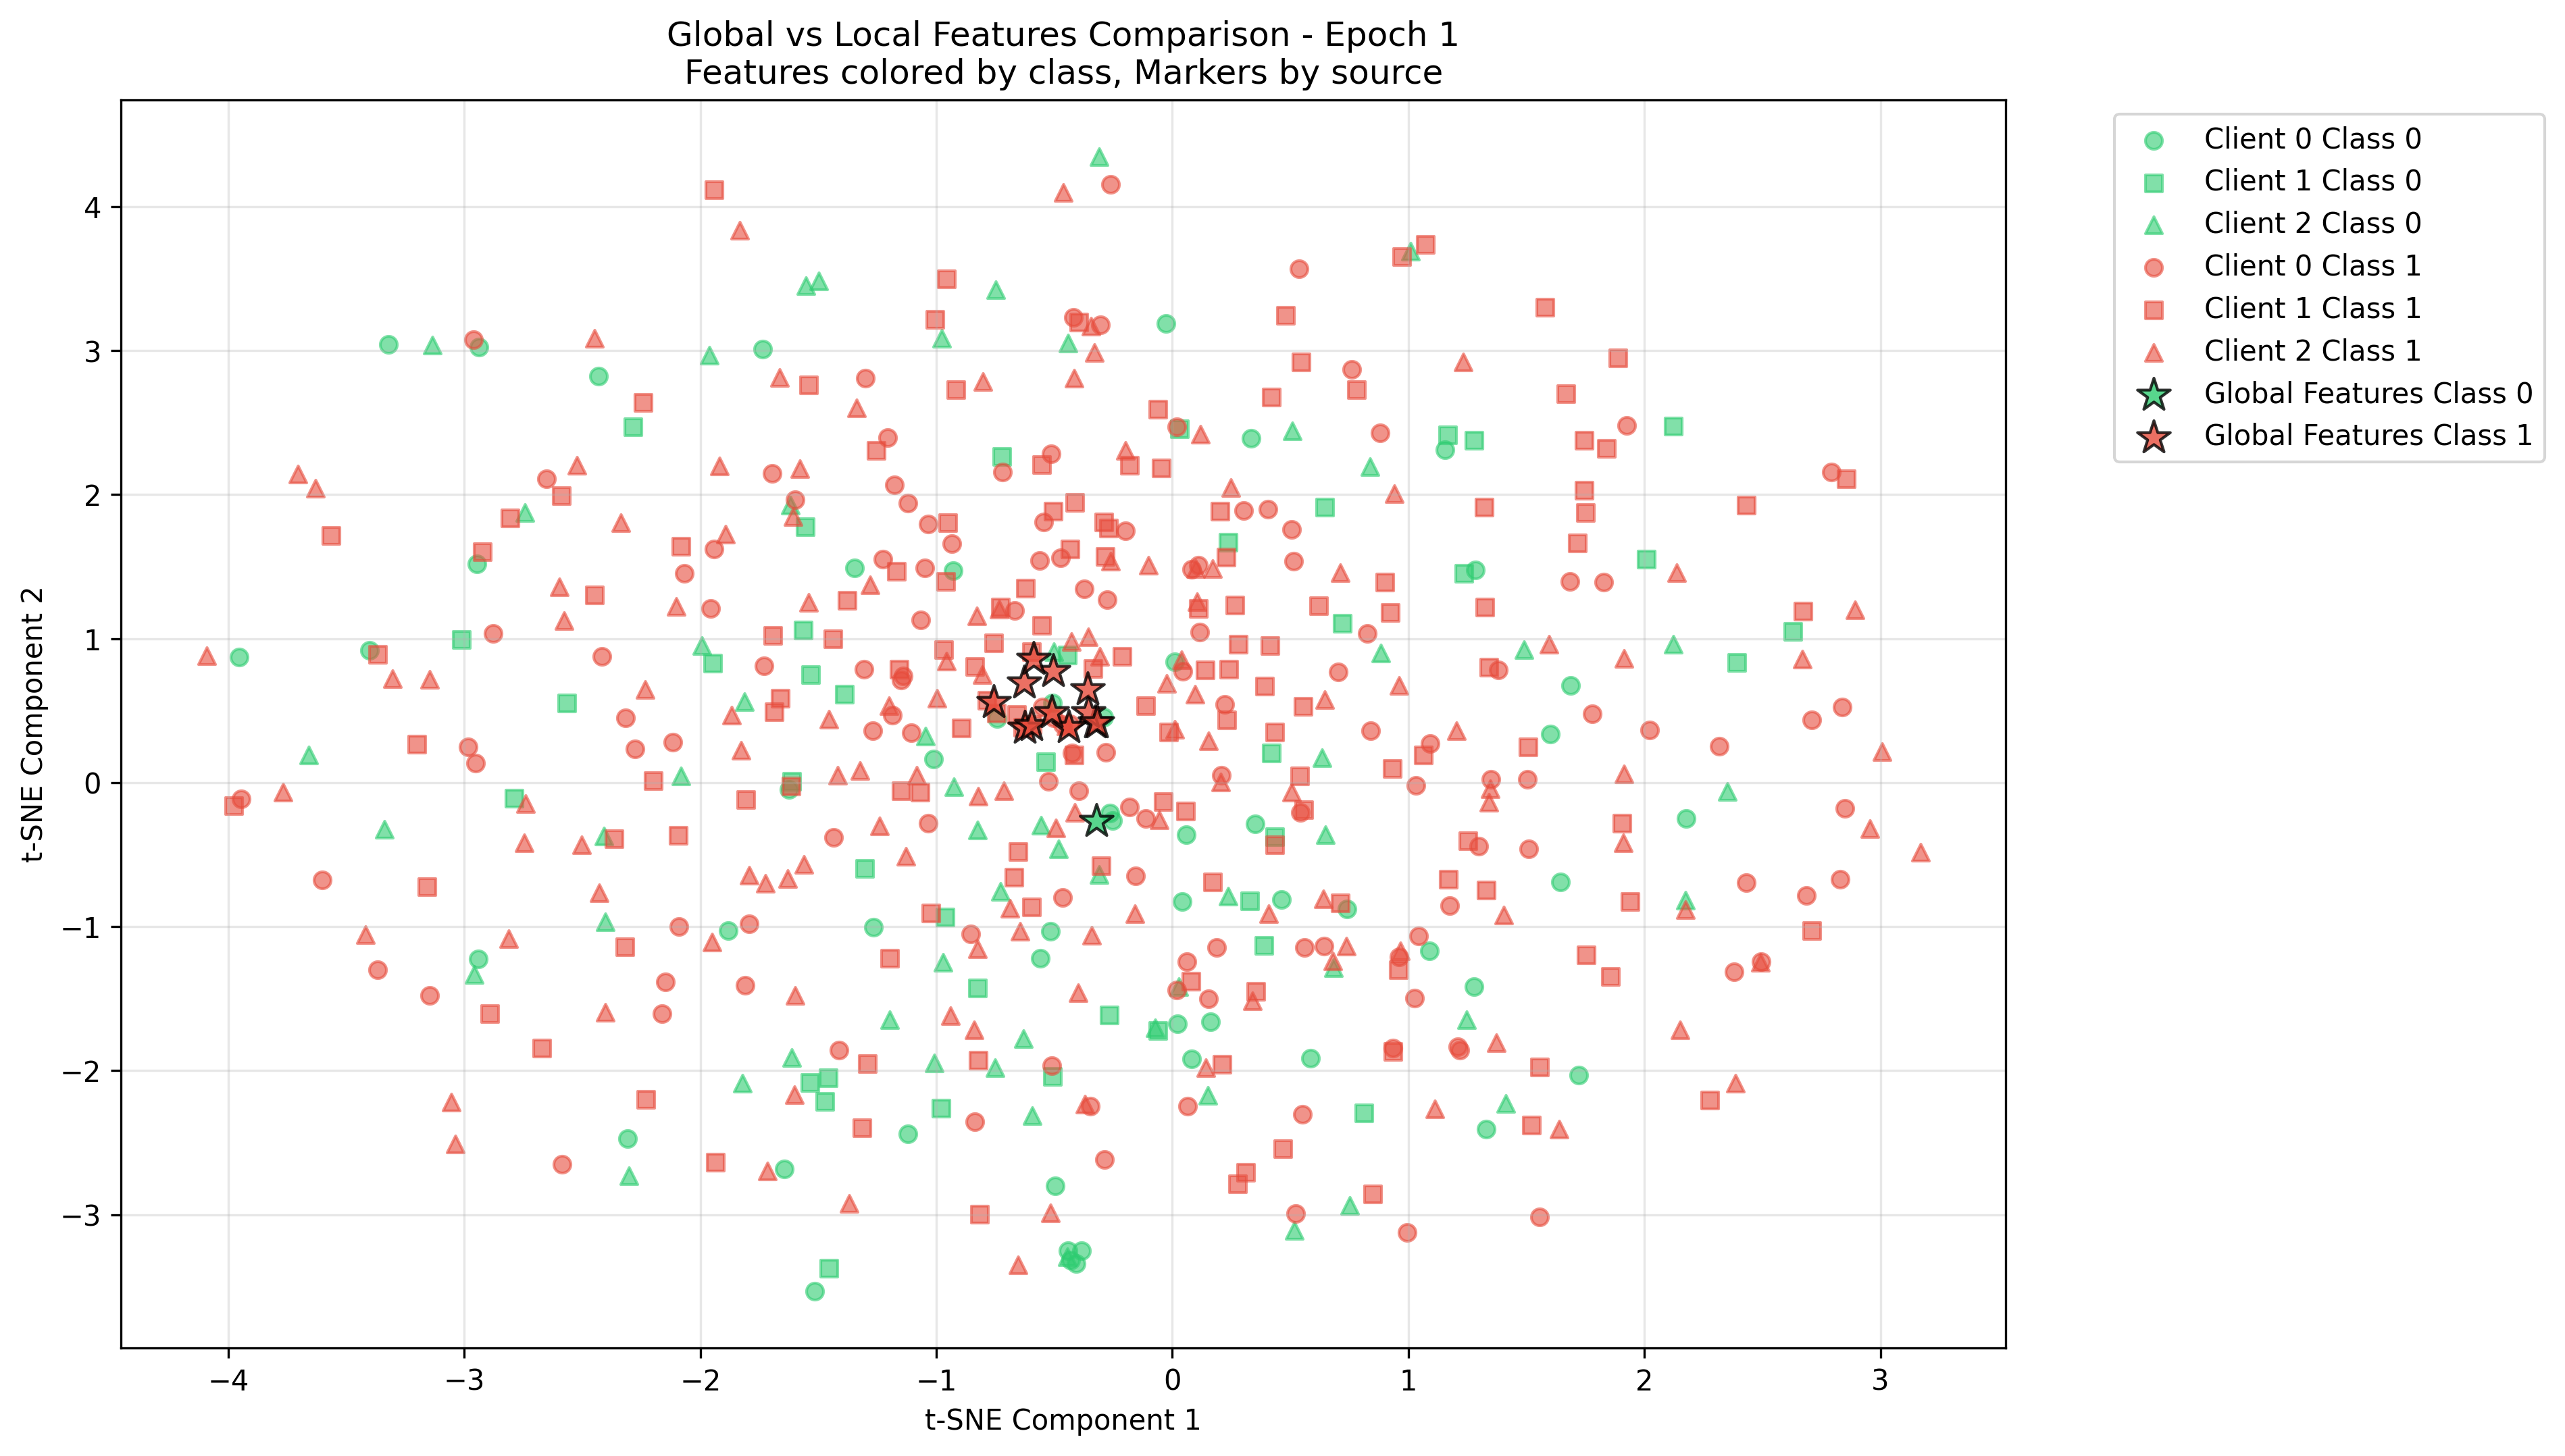 Global vs Local Features Comparison - Epoch 1
Features colored by class, Markers by source
t-SNE Component 2
4
3
2
1
0
−1
−2
−3
−4
−3
−2
−1
0
1
2
3
t-SNE Component 1
Client 0 Class 0
Client 1 Class 0
Client 2 Class 0
Client 0 Class 1
Client 1 Class 1
Client 2 Class 1
Global Features Class 0
Global Features Class 1